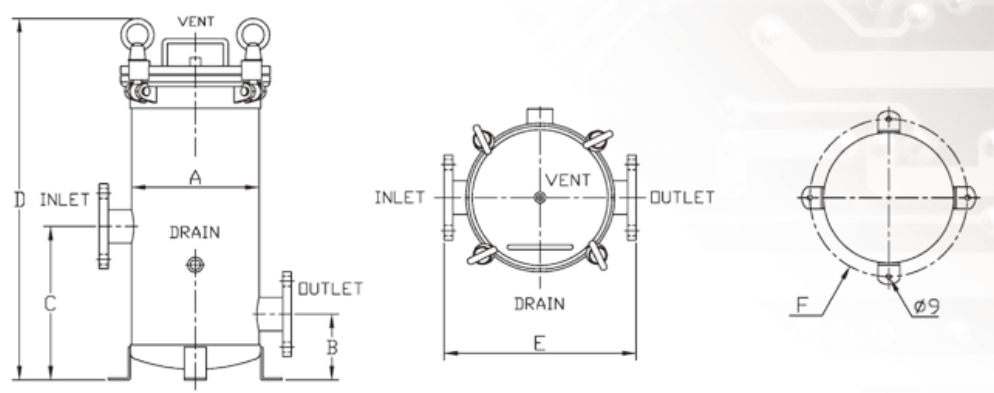 VENT
D
INLET
A
DRAIN
C
OUTLET
B
INLET
VENT
OUTLET
DRAIN
E
F
Ø9